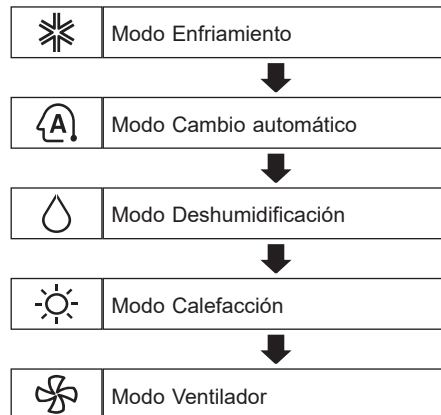 Modo Enfriamiento
A
Modo Cambio automático
Modo Deshumidificación
Modo Calefacción
Modo Ventilador